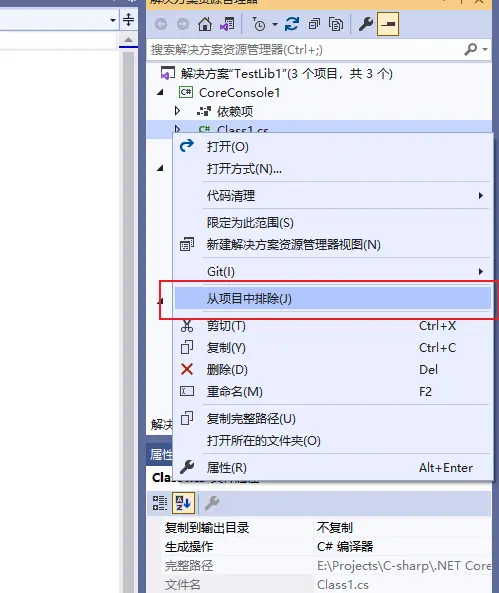 解决方案资源管理器
搜索解决方案资源管理器(Ctrl+;)
解决方案"TestLib1"(3 个项目，共 3 个)
CoreConsole1
依赖项
Class1.cs
打开(O)
打开方式(N)...
代码清理
限定为此范围(S)
新建解决方案资源管理器视图(N)
Git(I)
从项目中排除(J)
剪切(T) Ctrl+X
复制(Y) Ctrl+C
删除(D) Del
重命名(M) F2
复制完整路径(U)
打开所在的文件夹(O)
解决
属性(R) Alt+Enter
属性
Class1.cs 文件属性
复制到输出目录 不复制
生成操作 C# 编译器
完整路径 E:\Projects\C-sharp\.NET Core
文件名 Class1.cs